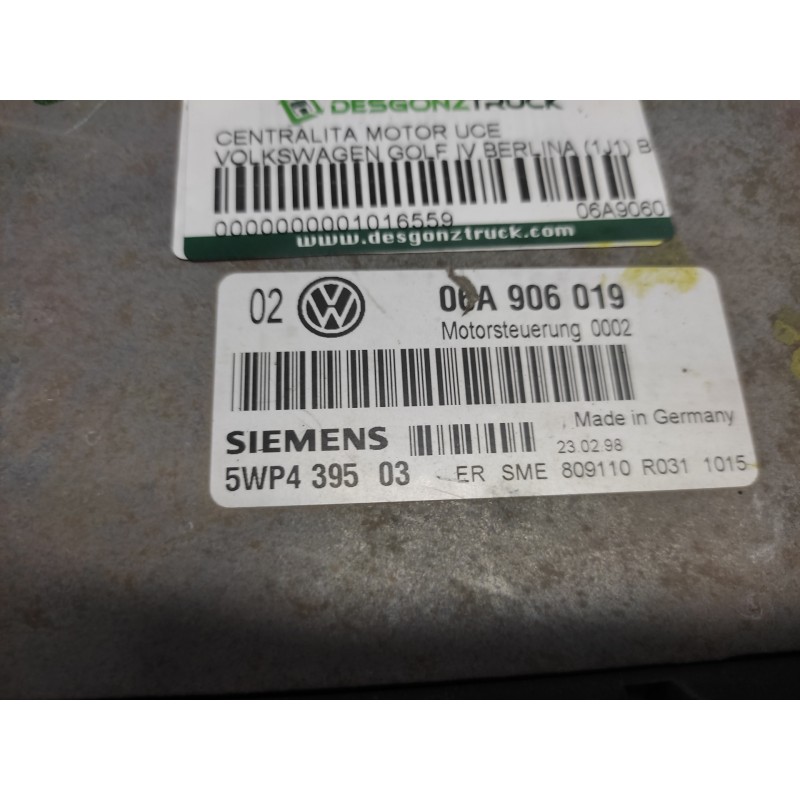 DESGONZTRUCK
CENTRALITA MOTOR UCE
VOLKSWAGEN GOLF IV BERLINA (1J1) B
0000000001016559 06A9060
www.desgonztruck.com
02 VW 06A 906 019
Motorsteuerung 0002
Made in Germany
SIEMENS 23.02.98
5WP4 395 03 ER SME 809110 R031 1015